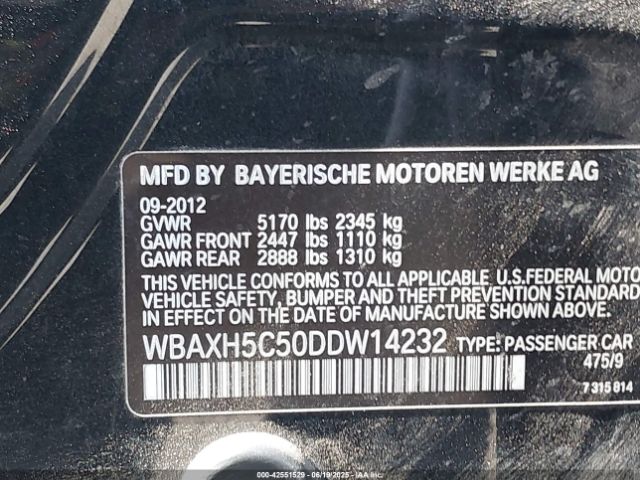 MFD BY BAYERISCHE MOTOREN WERKE AG
09-2012
GVWR 5170 lbs 2345 kg
GAWR FRONT 2447 lbs 1110 kg
GAWR REAR 2888 lbs 1310 kg
THIS VEHICLE CONFORMS TO ALL APPLICABLE U.S.FEDERAL MOTO
VEHICLE SAFETY, BUMPER AND THEFT PREVENTION STANDARD
IN EFFECT ON THE DATE OF MANUFACTURE SHOWN ABOVE.
WBAXH5C50DDW14232 TYPE: PASSENGER CAR
475/9
7 315 814
000-42551529 - 06/19/2025 - IAAI.com